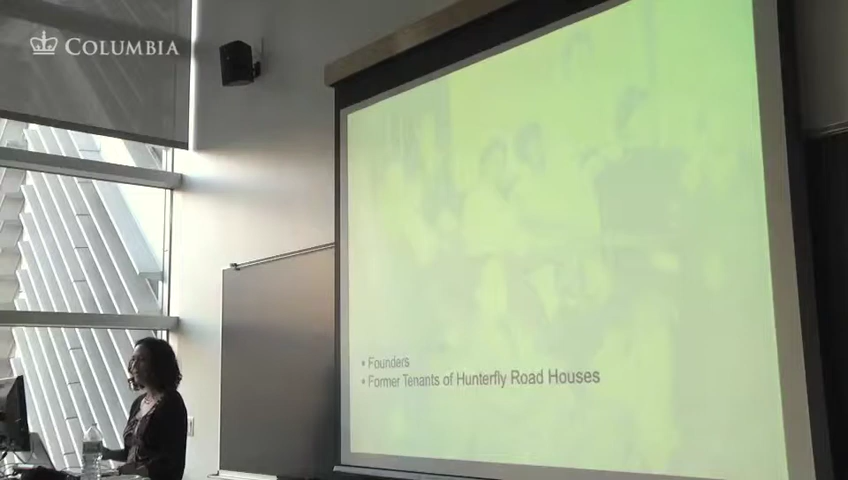 COLUMBIA
• Founders
• Former Tenants of Hunterfly Road Houses